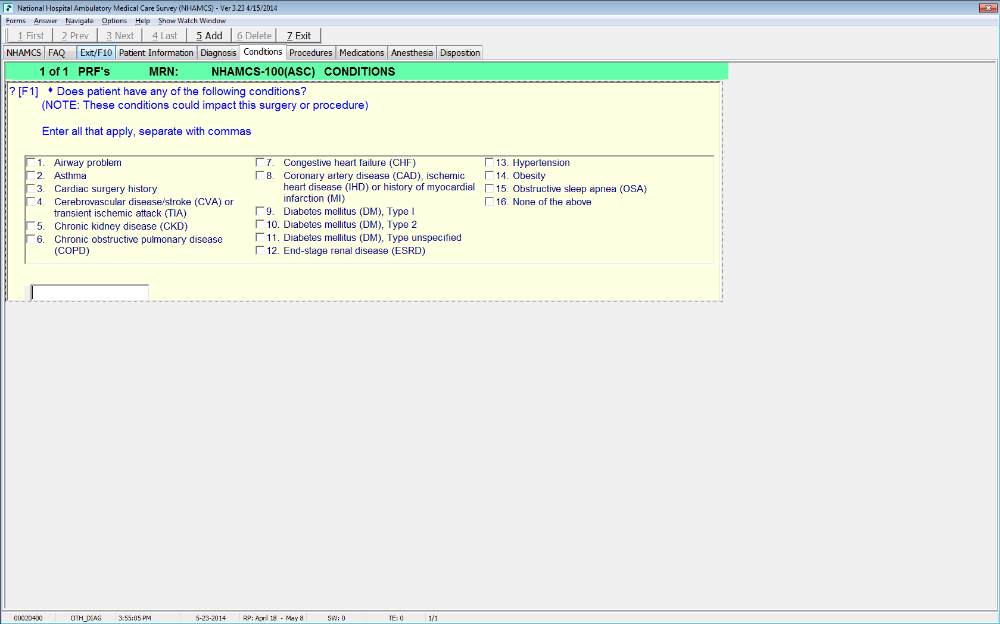 National Hospital Ambulatory Medical Care Survey (NHAMCS) - Ver 3.23 4/15/2014
Forms Answer Navigate Options Help Show Watch Window
1 First 2 Prev 3 Next 4 Last 5 Add 6 Delete 7 Exit
NHAMCS FAQ Exit/F10 Patient Information Diagnosis Conditions Procedures Medications Anesthesia Disposition
1 of 1 PRF's MRN: NHAMCS-100(ASC) CONDITIONS
? [F1] ♦ Does patient have any of the following conditions?
(NOTE: These conditions could impact this surgery or procedure)
Enter all that apply, separate with commas
1. Airway problem
2. Asthma
3. Cardiac surgery history
4. Cerebrovascular disease/stroke (CVA) or
transient ischemic attack (TIA)
5. Chronic kidney disease (CKD)
6. Chronic obstructive pulmonary disease
(COPD)
7. Congestive heart failure (CHF)
8. Coronary artery disease (CAD), ischemic
heart disease (IHD) or history of myocardial
infarction (MI)
9. Diabetes mellitus (DM), Type I
10. Diabetes mellitus (DM), Type 2
11. Diabetes mellitus (DM), Type unspecified
12. End-stage renal disease (ESRD)
13. Hypertension
14. Obesity
15. Obstructive sleep apnea (OSA)
16. None of the above
00020400 OTH_DIAG 3:55:05 PM 5-23-2014 RP: April 18 - May 8 SW: 0 TE: 0 1/1